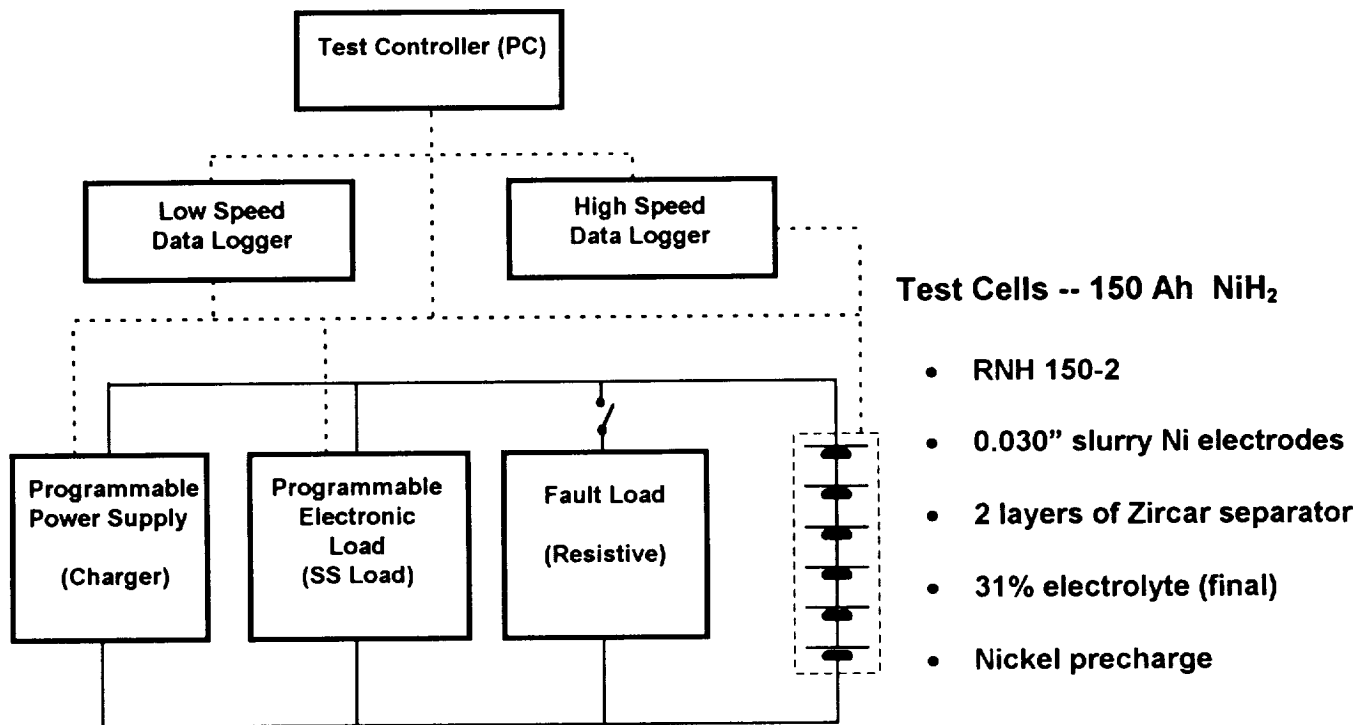 Test Controller (PC)
Low Speed
Data Logger
High Speed
Data Logger
Test Cells -- 150 Ah NiH₂
• RNH 150-2
• 0.030” slurry Ni electrodes
• 2 layers of Zircar separator
• 31% electrolyte (final)
• Nickel precharge
Programmable
Power Supply
(Charger)
Programmable
Electronic
Load
(SS Load)
Fault Load
(Resistive)